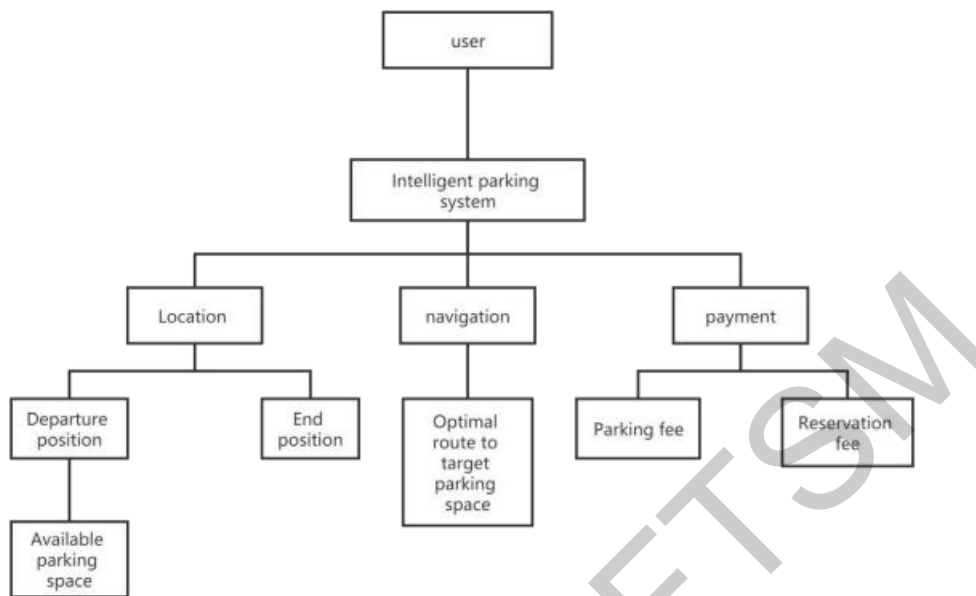 user
Intelligent parking
system
Location
navigation
payment
Departure
position
End
position
Optimal
route to
target
parking
space
Parking fee
Reservation
fee
Available
parking
space
FTSM